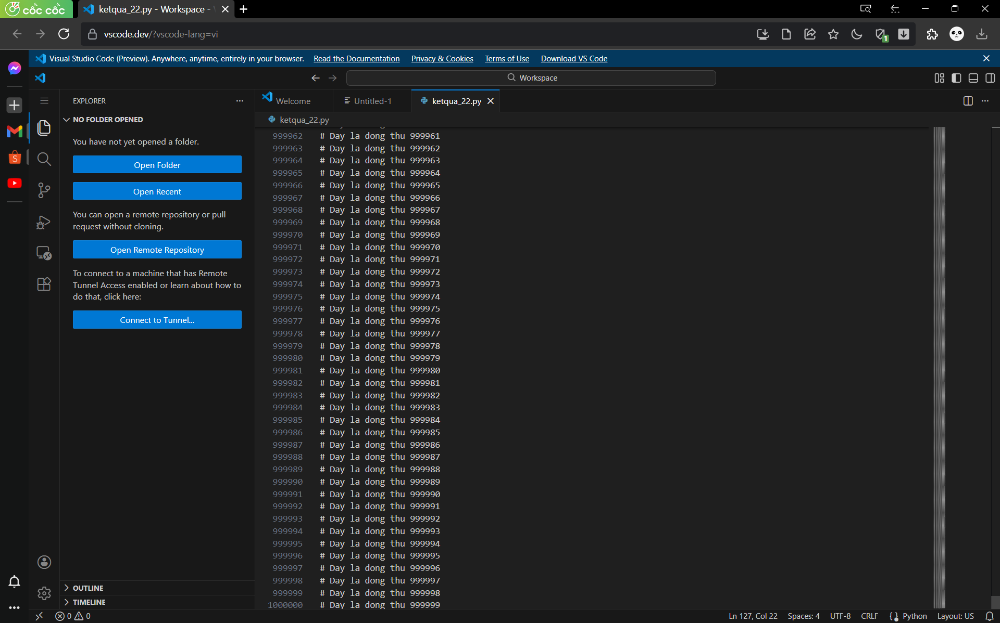 cốc cốc
ketqua_22.py - Workspace -
vscode.dev/?vscode-lang=vi
1
Visual Studio Code (Preview). Anywhere, anytime, entirely in your browser. Read the Documentation Privacy & Cookies Terms of Use Download VS Code
Workspace
EXPLORER
NO FOLDER OPENED
You have not yet opened a folder.
Open Folder
Open Recent
You can open a remote repository or pull
request without cloning.
Open Remote Repository
To connect to a machine that has Remote
Tunnel Access enabled or learn about how to
do that, click here:
Connect to Tunnel...
OUTLINE
TIMELINE
Welcome Untitled-1 ketqua_22.py
ketqua_22.py
999962 # Day la dong thu 999961
999963 # Day la dong thu 999962
999964 # Day la dong thu 999963
999965 # Day la dong thu 999964
999966 # Day la dong thu 999965
999967 # Day la dong thu 999966
999968 # Day la dong thu 999967
999969 # Day la dong thu 999968
999970 # Day la dong thu 999969
999971 # Day la dong thu 999970
999972 # Day la dong thu 999971
999973 # Day la dong thu 999972
999974 # Day la dong thu 999973
999975 # Day la dong thu 999974
999976 # Day la dong thu 999975
999977 # Day la dong thu 999976
999978 # Day la dong thu 999977
999979 # Day la dong thu 999978
999980 # Day la dong thu 999979
999981 # Day la dong thu 999980
999982 # Day la dong thu 999981
999983 # Day la dong thu 999982
999984 # Day la dong thu 999983
999985 # Day la dong thu 999984
999986 # Day la dong thu 999985
999987 # Day la dong thu 999986
999988 # Day la dong thu 999987
999989 # Day la dong thu 999988
999990 # Day la dong thu 999989
999991 # Day la dong thu 999990
999992 # Day la dong thu 999991
999993 # Day la dong thu 999992
999994 # Day la dong thu 999993
999995 # Day la dong thu 999994
999996 # Day la dong thu 999995
999997 # Day la dong thu 999996
999998 # Day la dong thu 999997
999999 # Day la dong thu 999998
1000000 # Day la dong thu 999999
0 0 Ln 127, Col 22 Spaces: 4 UTF-8 CRLF { } Python Layout: US